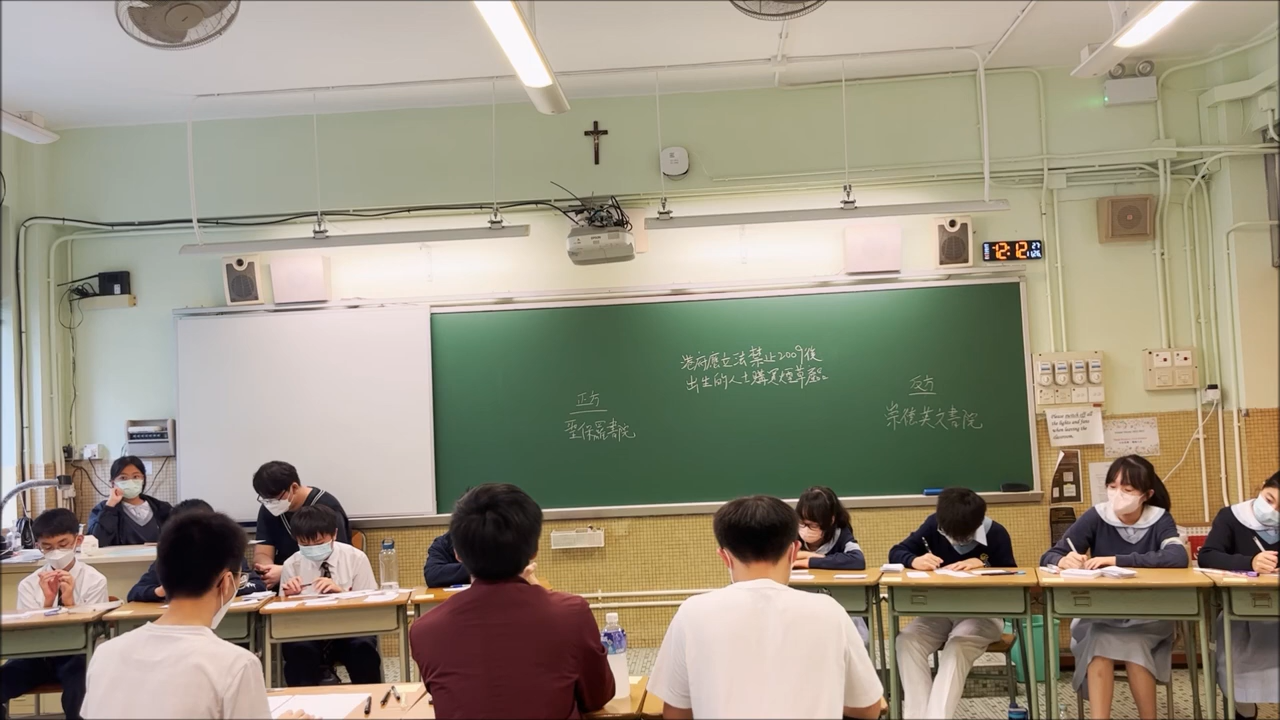 港府應立法禁止2009後
出生的人士購買煙草產品。
正方
聖保羅書院
反方
崇德英文書院
12:12
Please switch off all
the lights and fans
when leaving the
classroom.